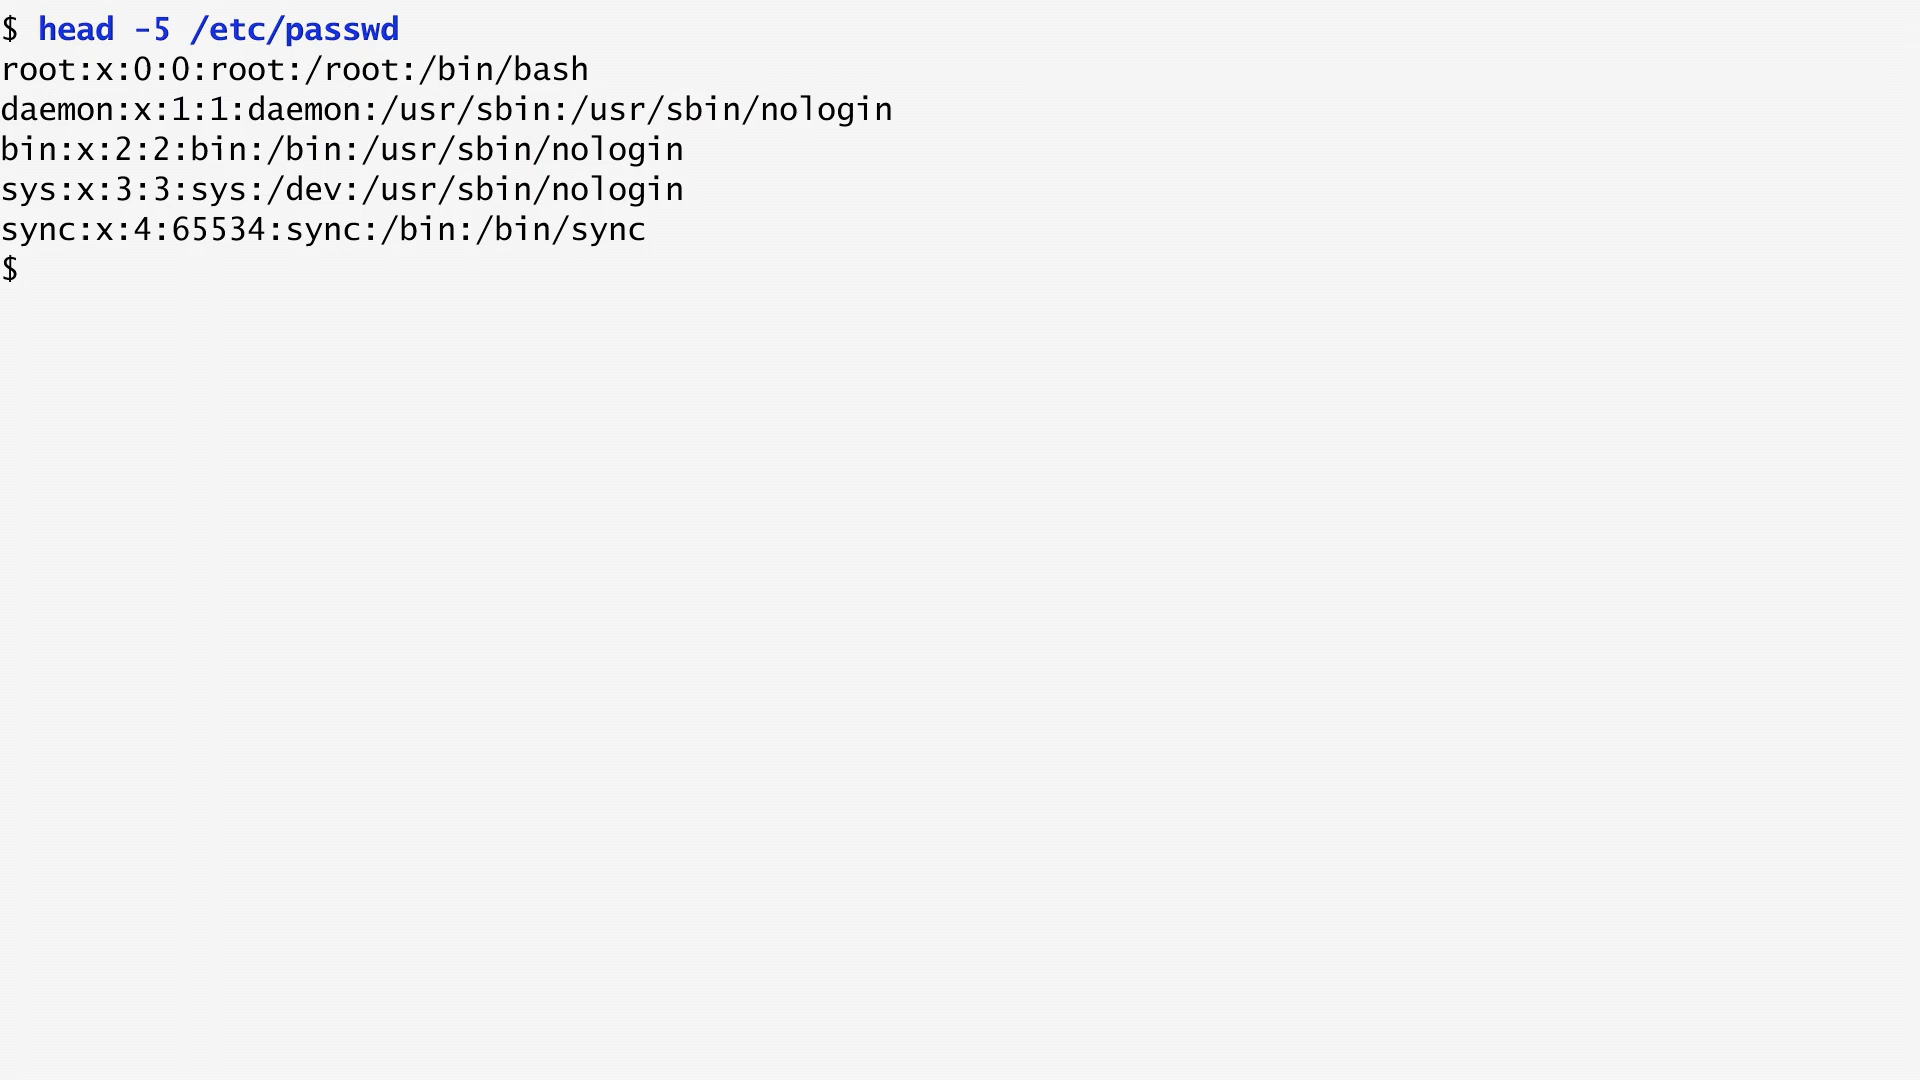 $ head -5 /etc/passwd
root:x:0:0:root:/root:/bin/bash
daemon:x:1:1:daemon:/usr/sbin:/usr/sbin/nologin
bin:x:2:2:bin:/bin:/usr/sbin/nologin
sys:x:3:3:sys:/dev:/usr/sbin/nologin
sync:x:4:65534:sync:/bin:/bin/sync
$